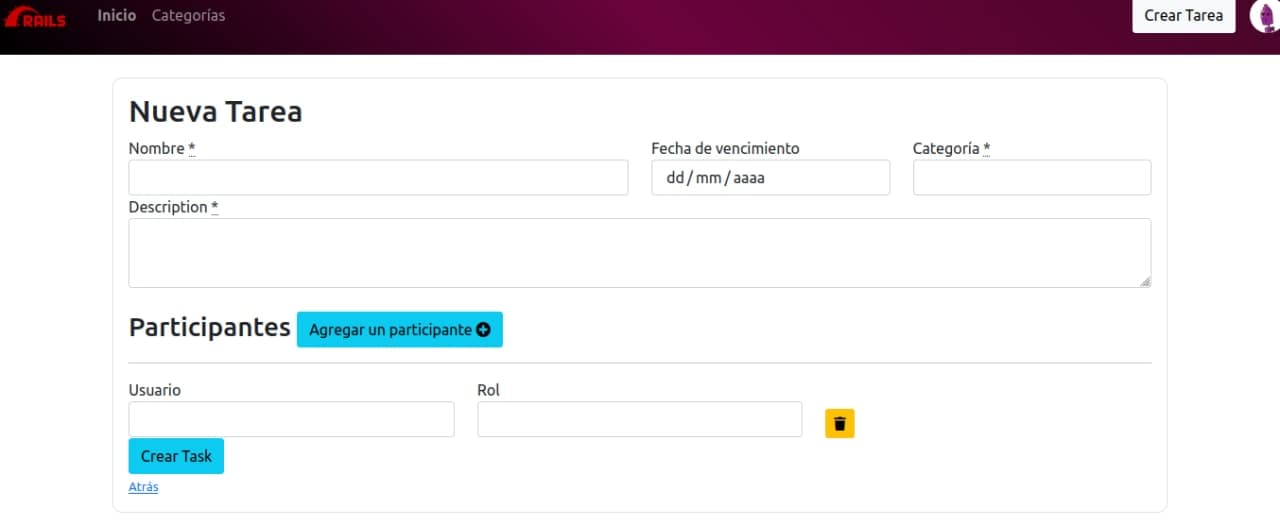 RAILS Inicio Categorías Crear Tarea
Nueva Tarea
Nombre * Fecha de vencimiento Categoría *
dd / mm / aaaa
Description *
Participantes Agregar un participante
Usuario Rol
Crear Task
Atrás